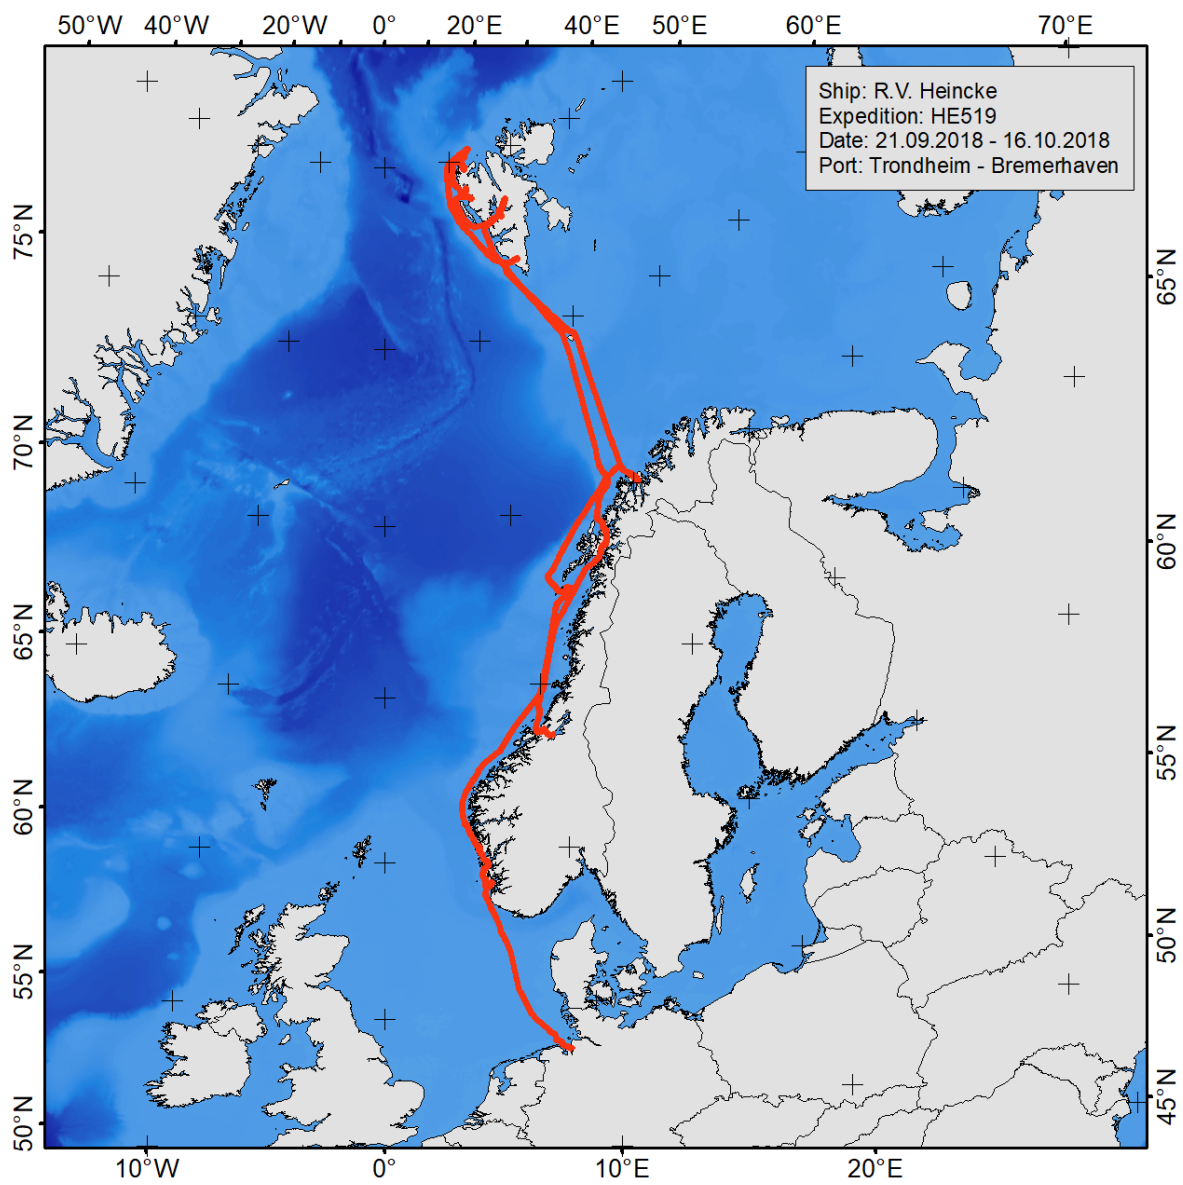 50°W 40°W 20°W 0° 20°E 40°E 50°E 60°E 70°E
Ship: R.V. Heincke
Expedition: HE519
Date: 21.09.2018 - 16.10.2018
Port: Trondheim - Bremerhaven
75°N
65°N
70°N
60°N
65°N
55°N
60°N
50°N
55°N
45°N
50°N
10°W 0° 10°E 20°E